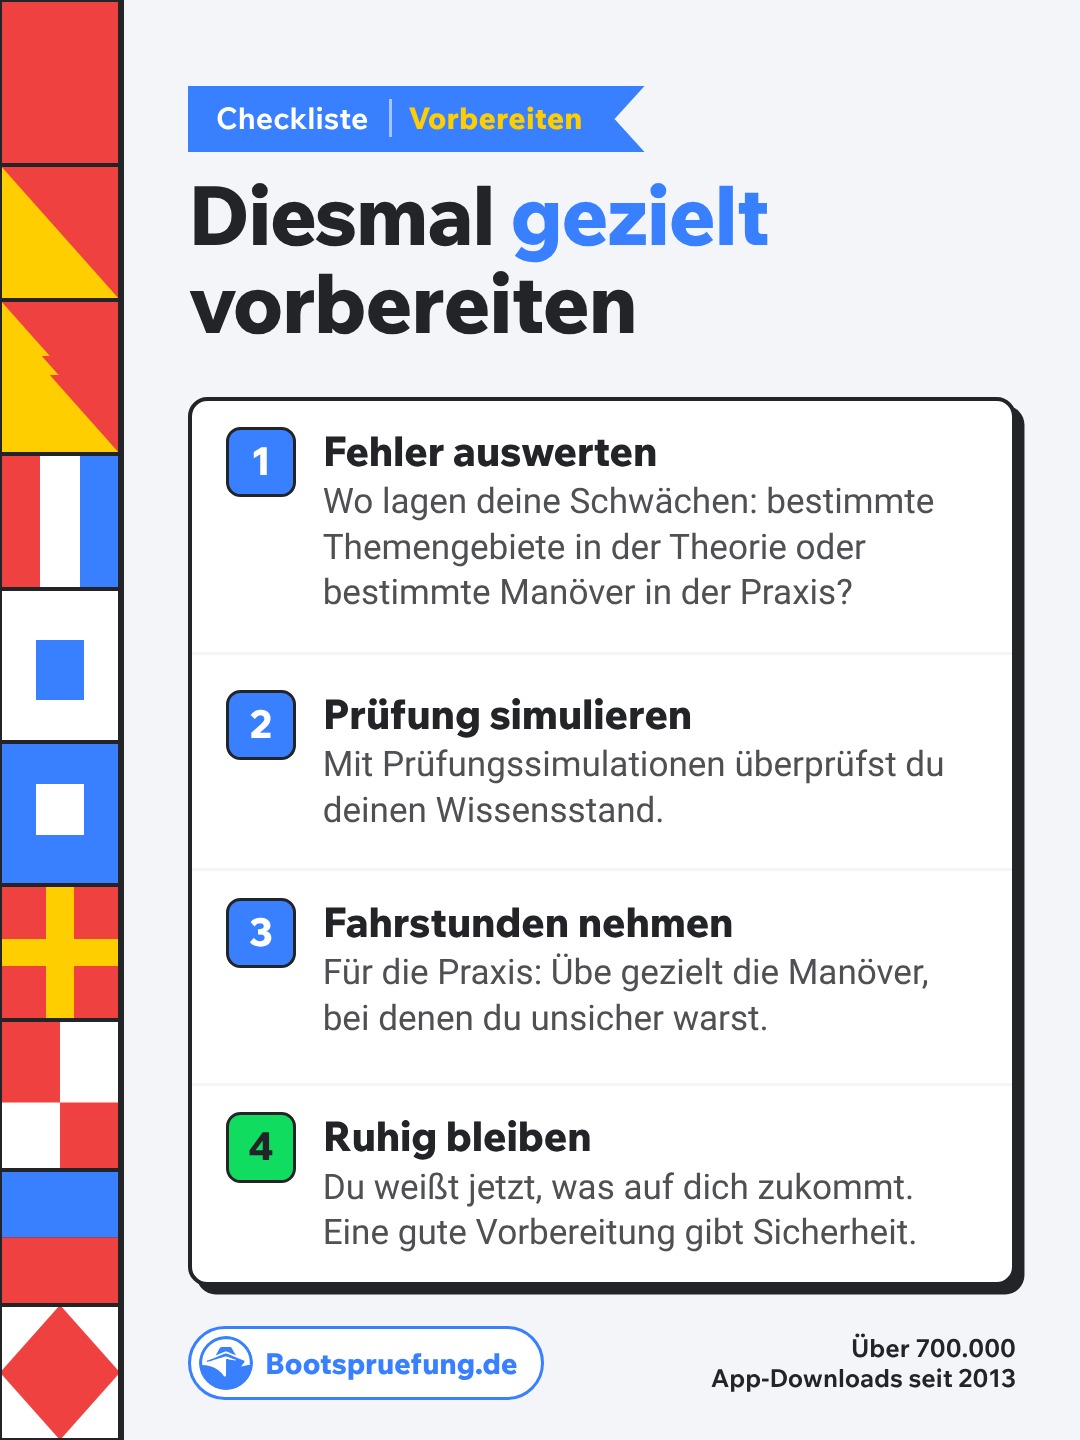 Checkliste | Vorbereiten
Diesmal gezielt
vorbereiten
1 Fehler auswerten
Wo lagen deine Schwächen: bestimmte
Themengebiete in der Theorie oder
bestimmte Manöver in der Praxis?
2 Prüfung simulieren
Mit Prüfungssimulationen überprüfst du
deinen Wissensstand.
3 Fahrstunden nehmen
Für die Praxis: Übe gezielt die Manöver,
bei denen du unsicher warst.
4 Ruhig bleiben
Du weißt jetzt, was auf dich zukommt.
Eine gute Vorbereitung gibt Sicherheit.
Bootspruefung.de
Über 700.000
App-Downloads seit 2013